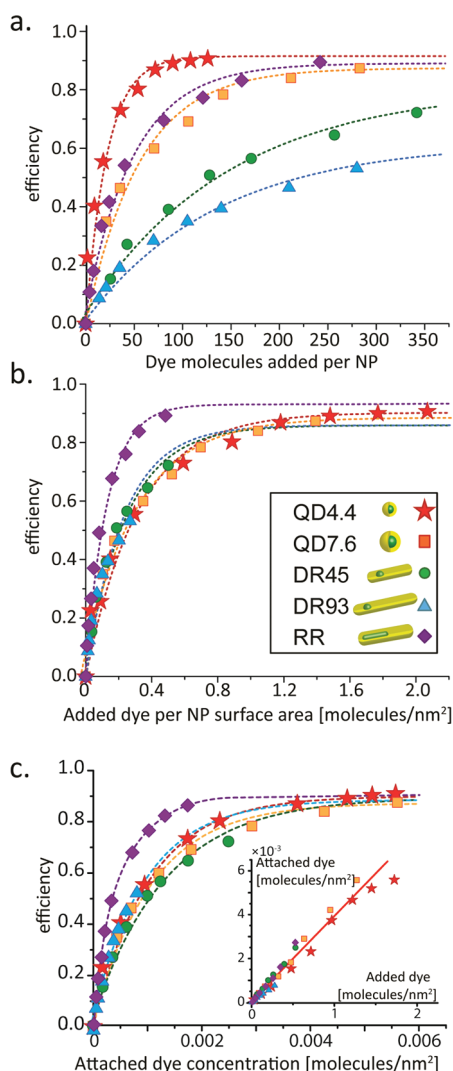 a.
1.0
0.8
0.6
0.4
0.2
0.0
efficiency
0 50 100 150 200 250 300 350
Dye molecules added per NP
b.
1.0
0.8
0.6
0.4
0.2
0.0
efficiency
0 0.4 0.8 1.2 1.6 2.0
Added dye per NP surface area [molecules/nm²]
QD4.4
QD7.6
DR45
DR93
RR
c.
1.0
0.8
0.6
0.4
0.2
0.0
efficiency
0 0.002 0.004 0.006
Attached dye concentration [molecules/nm²]
×10⁻³
Attached dye
[molecules/nm²]
6
4
2
0
Added dye
[molecules/nm²]
0 1 2